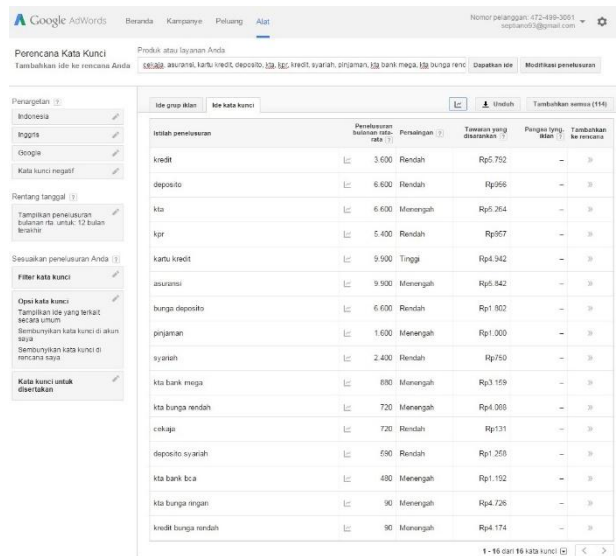 Google AdWords
Beranda Kampanye Peluang Alat
Nomor pelanggan: 472-499-3061
septiano93@gmail.com
Perencana Kata Kunci
Tambahkan ide ke rencana Anda
Produk atau layanan Anda
cekaja, asuransi, kartu kredit, deposito, kta, kpr, kredit, syariah, pinjaman, kta bank mega, kta bunga renc
Dapatkan ide
Modifikasi penelusuran
Penargetan ?
Indonesia
Inggris
Google
Kata kunci negatif
Rentang tanggal ?
Tampilkan penelusuran
bulanan rta. untuk: 12 bulan
terakhir
Sesuaikan penelusuran Anda ?
Filter kata kunci
Opsi kata kunci
Tampilkan ide yang terkait
secara umum
Sembunyikan kata kunci di akun
saya
Sembunyikan kata kunci di
rencana saya
Kata kunci untuk
disertakan
Ide grup iklan Ide kata kunci
Unduh Tambahkan semua (114)
Istilah penelusuran Penelusuran bulanan rata-rata ? Persaingan ? Tawaran yang disarankan ? Pangsa tyng. iklan ? Tambahkan ke rencana
kredit 3.600 Rendah Rp5.792 – »
deposito 6.600 Rendah Rp956 – »
kta 6.600 Menengah Rp5.264 – »
kpr 5.400 Rendah Rp957 – »
kartu kredit 9.900 Tinggi Rp4.942 – »
asuransi 9.900 Menengah Rp5.842 – »
bunga deposito 6.600 Rendah Rp1.802 – »
pinjaman 1.600 Menengah Rp1.000 – »
syariah 2.400 Rendah Rp750 – »
kta bank mega 880 Menengah Rp3.159 – »
kta bunga rendah 720 Menengah Rp4.088 – »
cekaja 720 Rendah Rp131 – »
deposito syariah 590 Rendah Rp1.258 – »
kta bank bca 480 Menengah Rp1.192 – »
kta bunga ringan 90 Menengah Rp4.726 – »
kredit bunga rendah 90 Menengah Rp4.174 – »
1 - 16 dari 16 kata kunci